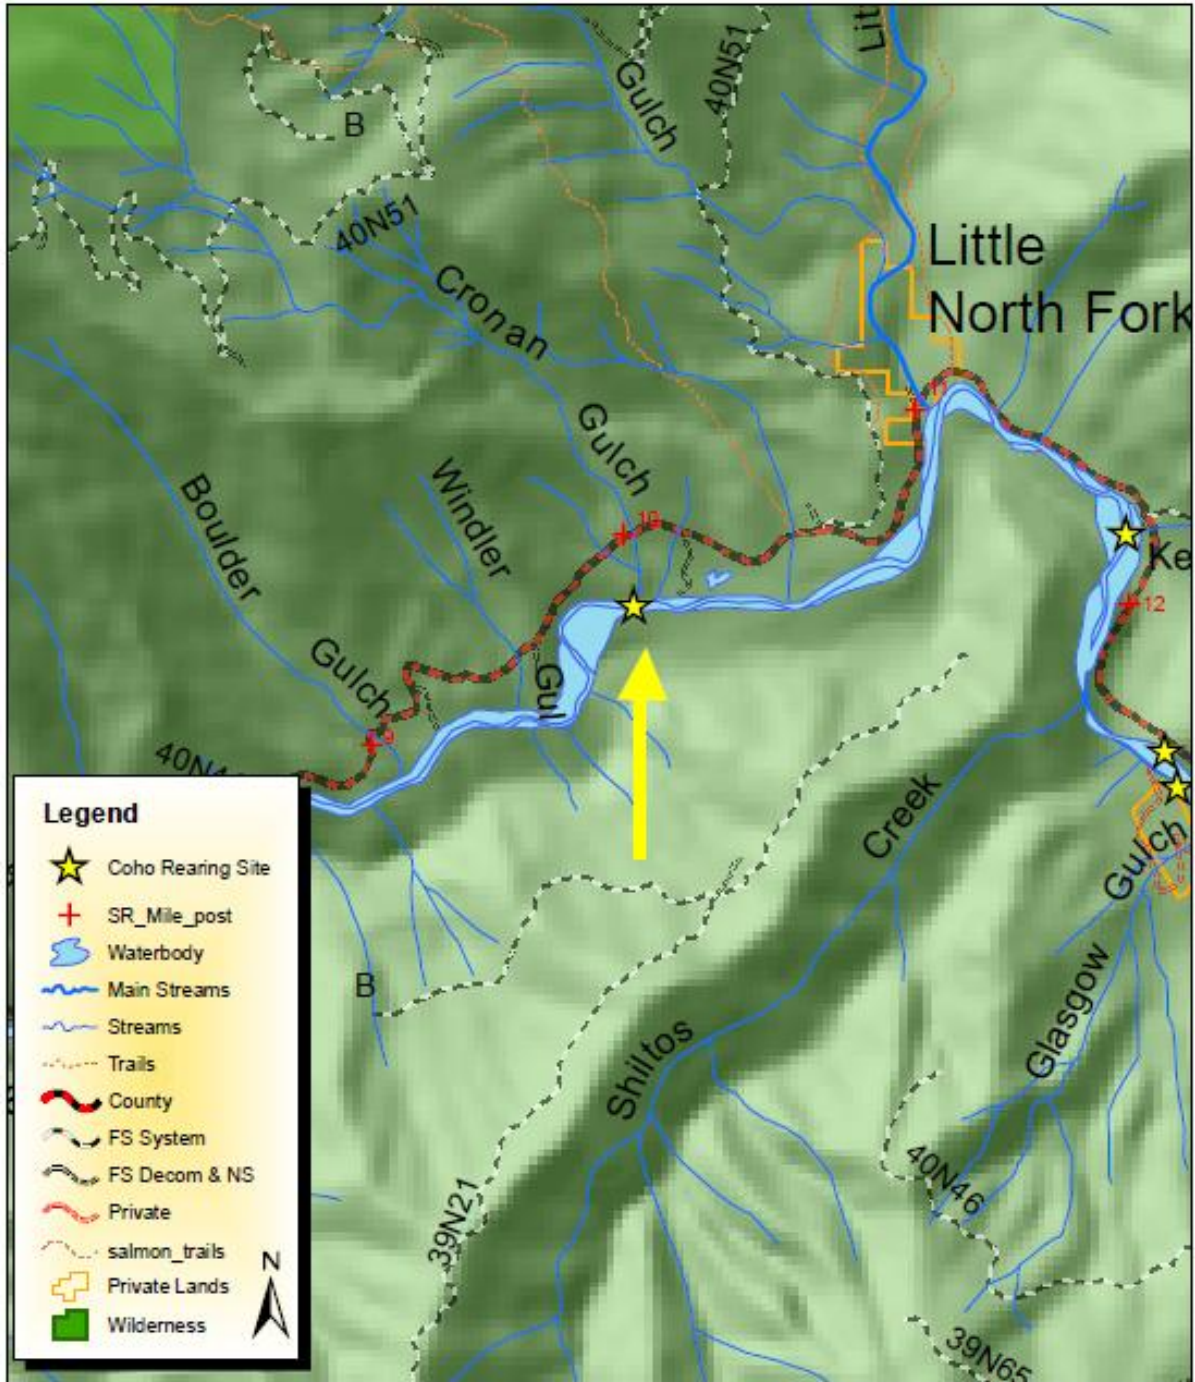 Lit
Gulch
40N51
B
40N51
Little
North Fork
Cronan
Gulch
Windler
Boulder
10
Ke
12
Gulch
Gul
9
Legend
Coho Rearing Site
SR_Mile_post
Waterbody
Main Streams
Streams
Trails
County
FS System
FS Decom & NS
Private
salmon_trails
Private Lands
Wilderness
N
Creek
Gulch
B
Glasgow
Shiltos
40N46
39N21
39N65